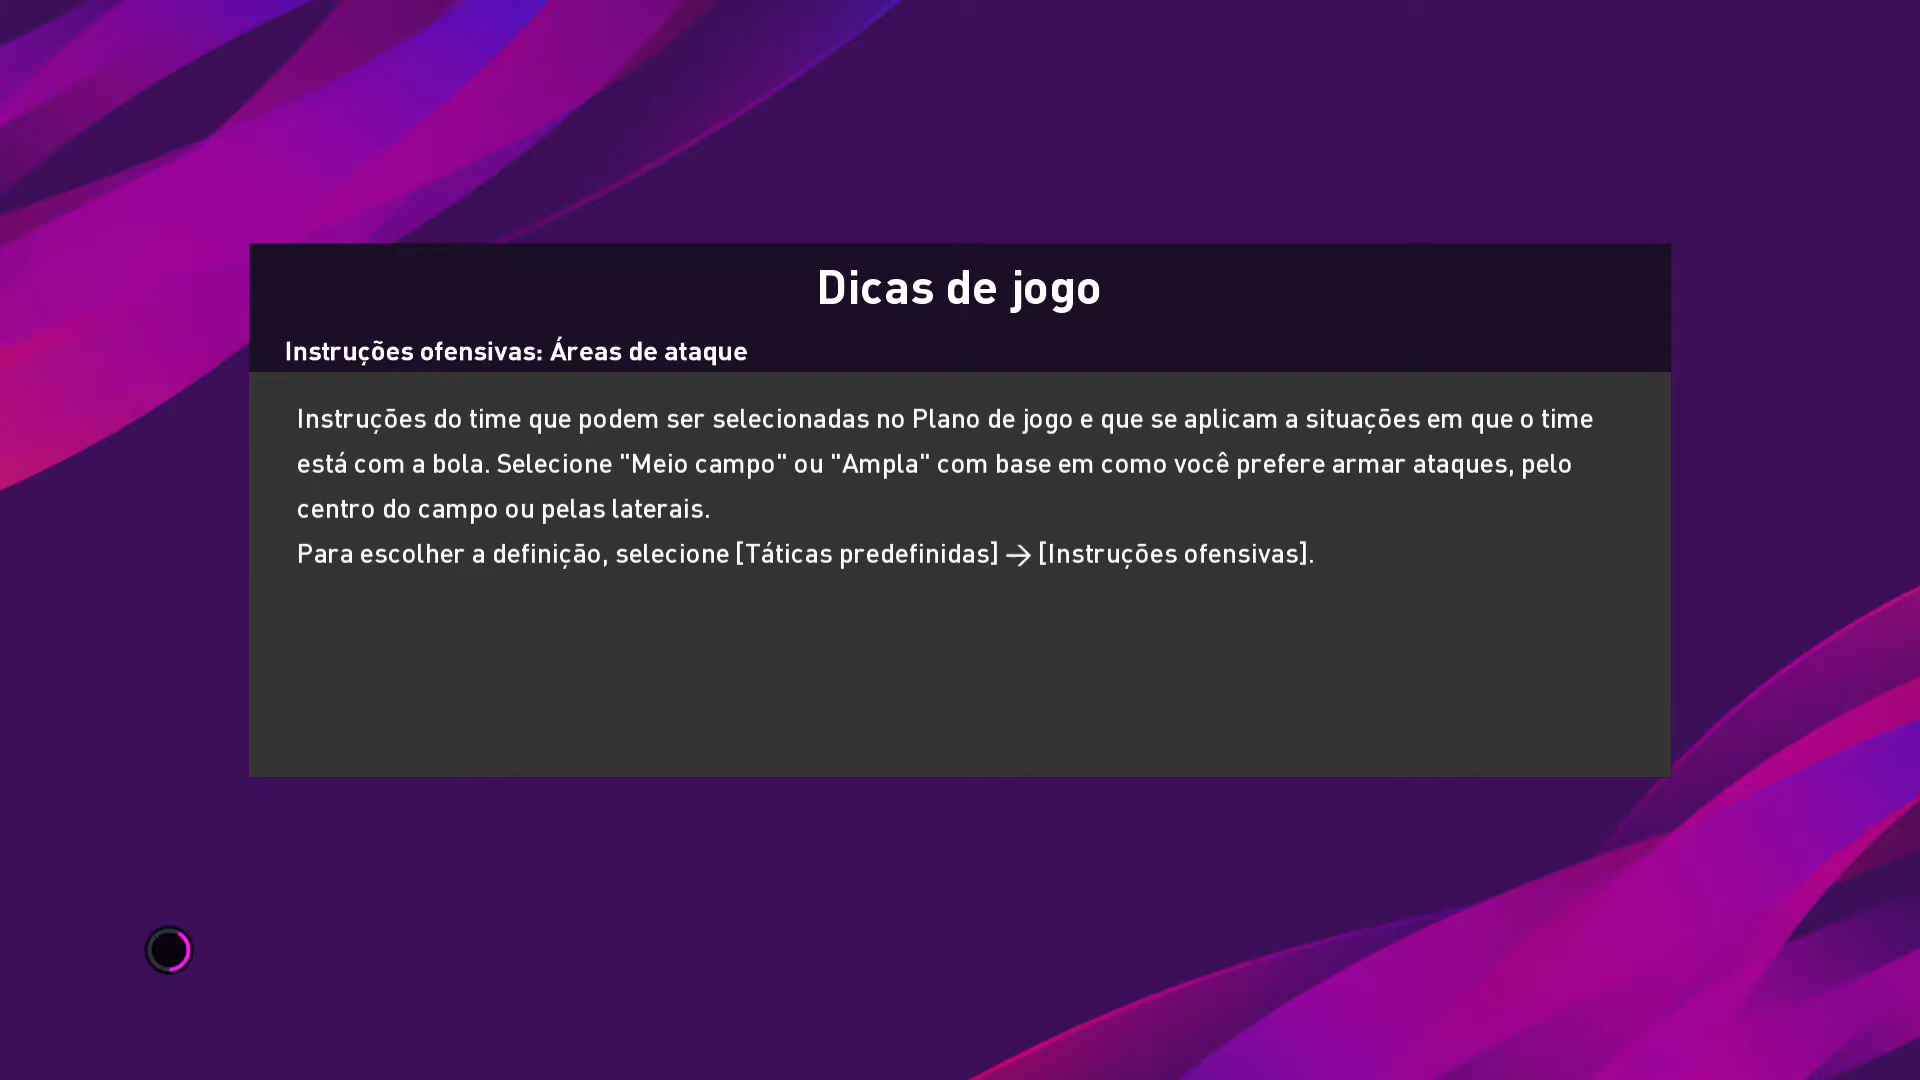 Dicas de jogo
Instruções ofensivas: Áreas de ataque
Instruções do time que podem ser selecionadas no Plano de jogo e que se aplicam a situações em que o time
está com a bola. Selecione "Meio campo" ou "Ampla" com base em como você prefere armar ataques, pelo
centro do campo ou pelas laterais.
Para escolher a definição, selecione [Táticas predefinidas] → [Instruções ofensivas].